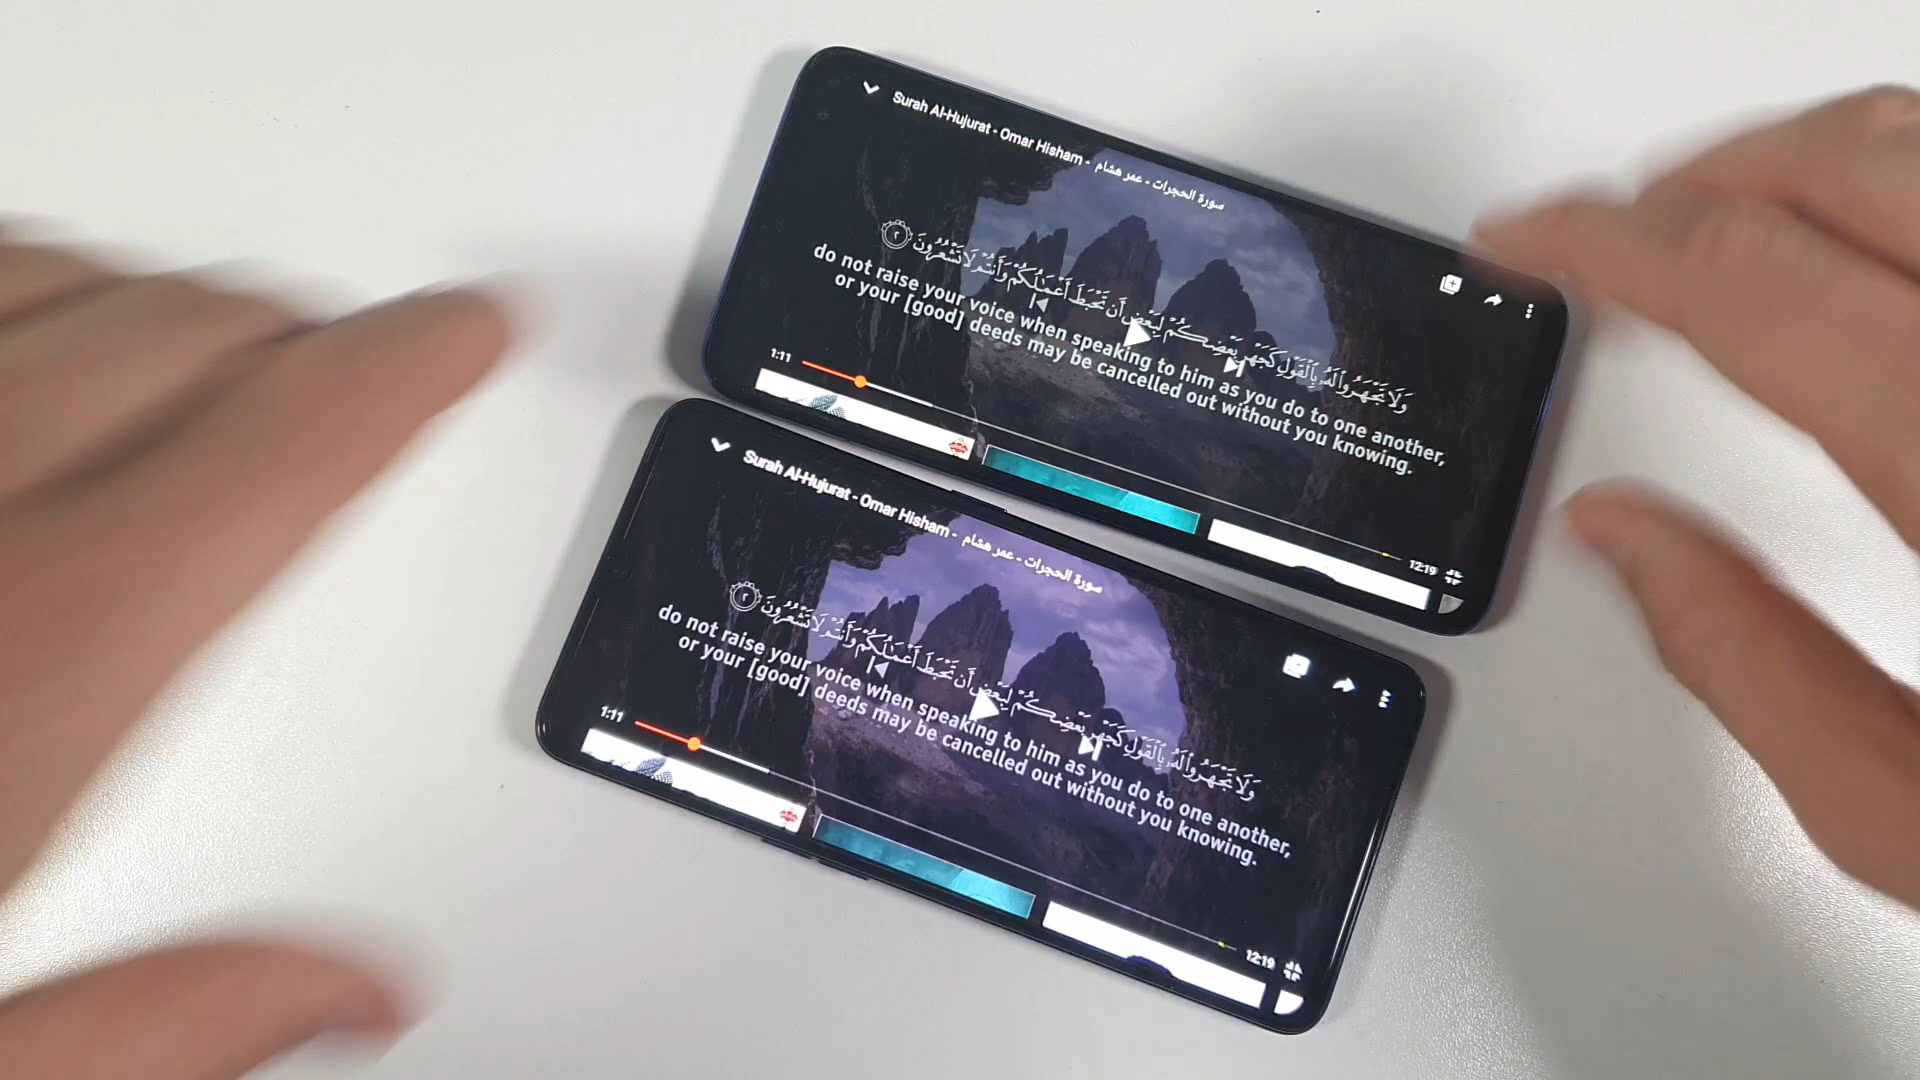 Surah Al-Hujurat - Omar Hisham - سورة الحجرات - عمر هشام
وَلَا تَجْهَرُوا۟ لَهُۥ بِٱلْقَوْلِ كَجَهْرِ بَعْضِكُمْ لِبَعْضٍ أَن تَحْبَطَ أَعْمَـٰلُكُمْ وَأَنتُمْ لَا تَشْعُرُونَ ٢
do not raise your voice when speaking to him as you do to one another,
or your [good] deeds may be cancelled out without you knowing.
1:11
12:19
Surah Al-Hujurat - Omar Hisham - سورة الحجرات - عمر هشام
وَلَا تَجْهَرُوا۟ لَهُۥ بِٱلْقَوْلِ كَجَهْرِ بَعْضِكُمْ لِبَعْضٍ أَن تَحْبَطَ أَعْمَـٰلُكُمْ وَأَنتُمْ لَا تَشْعُرُونَ ٢
do not raise your voice when speaking to him as you do to one another,
or your [good] deeds may be cancelled out without you knowing.
1:11
12:19